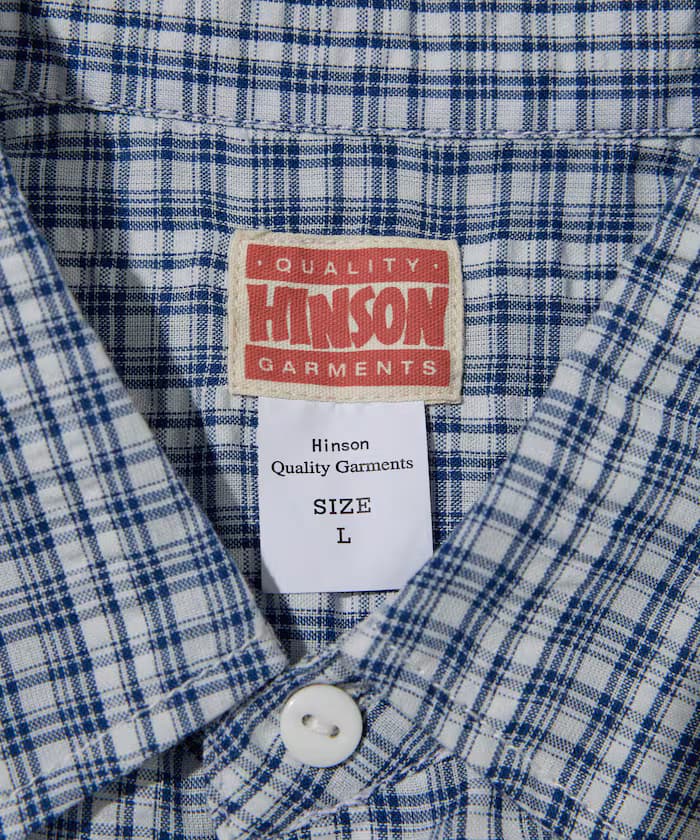 · QUALITY ·
HINSON
GARMENTS
Hinson
Quality Garments
SIZE
L